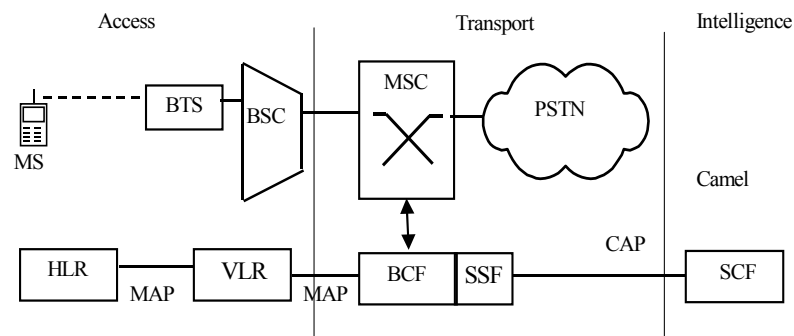 Access
Transport
Intelligence
MSC
BTS
BSC
PSTN
MS
Camel
CAP
HLR
VLR
BCF
SSF
SCF
MAP
MAP